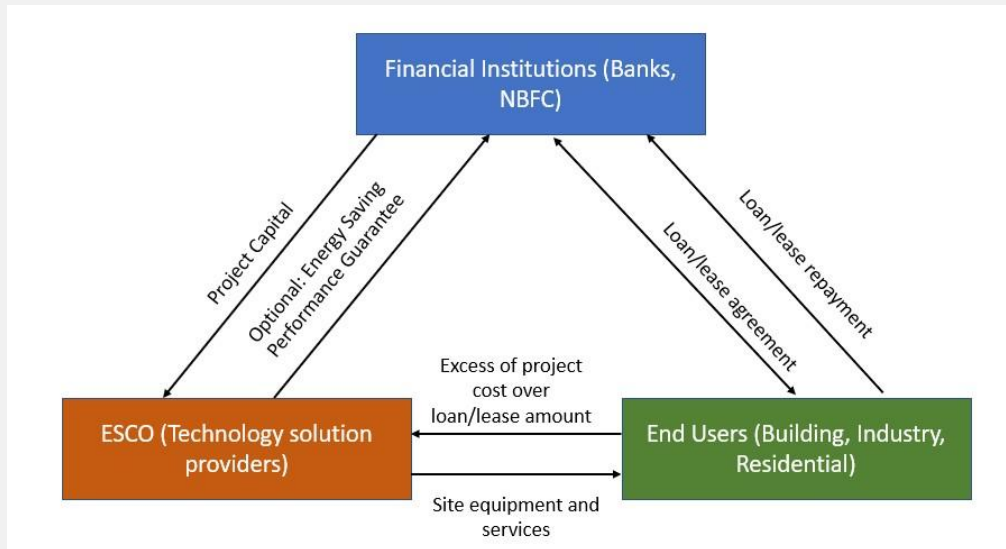 Financial Institutions (Banks,
NBFC)
Project Capital
Optional: Energy Saving
Performance Guarantee
Loan/lease agreement
Loan/lease repayment
Excess of project
cost over
loan/lease amount
ESCO (Technology solution
providers)
End Users (Building, Industry,
Residential)
Site equipment and
services